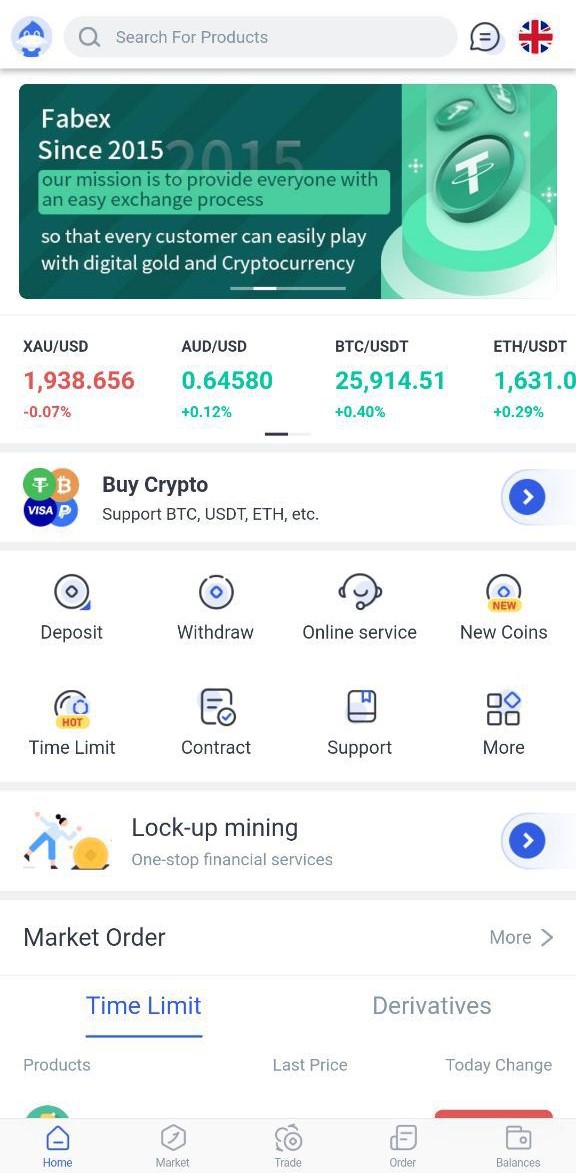 Search For Products
Fabex
Since 2015
2015
our mission is to provide everyone with
an easy exchange process
so that every customer can easily play
with digital gold and Cryptocurrency
XAU/USD AUD/USD BTC/USDT ETH/USDT
1,938.656 0.64580 25,914.51 1,631.0
-0.07% +0.12% +0.40% +0.29%
Buy Crypto
VISA
Support BTC, USDT, ETH, etc.
NEW
Deposit Withdraw Online service New Coins
HOT
Time Limit Contract Support More
Lock-up mining
One-stop financial services
Market Order More
Time Limit Derivatives
Products Last Price Today Change
Home Market Trade Order Balances